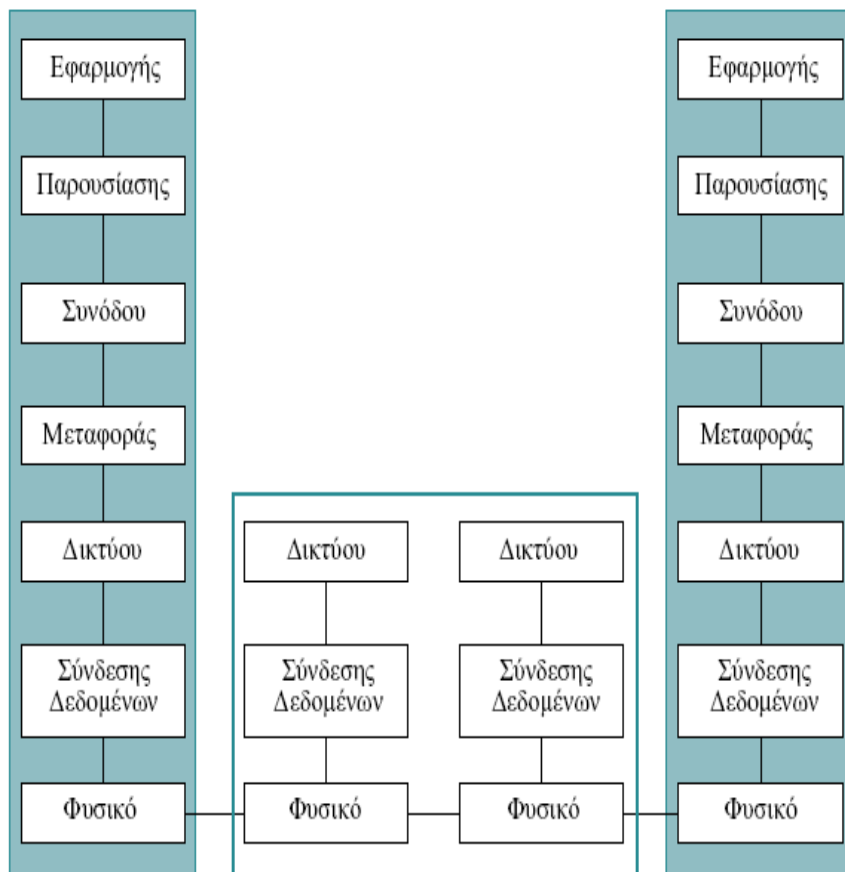 Εφαρμογής
Εφαρμογής
Παρουσίασης
Παρουσίασης
Συνόδου
Συνόδου
Μεταφοράς
Μεταφοράς
Δικτύου
Δικτύου
Δικτύου
Δικτύου
Σύνδεσης
Δεδομένων
Σύνδεσης
Δεδομένων
Σύνδεσης
Δεδομένων
Σύνδεσης
Δεδομένων
Φυσικό
Φυσικό
Φυσικό
Φυσικό